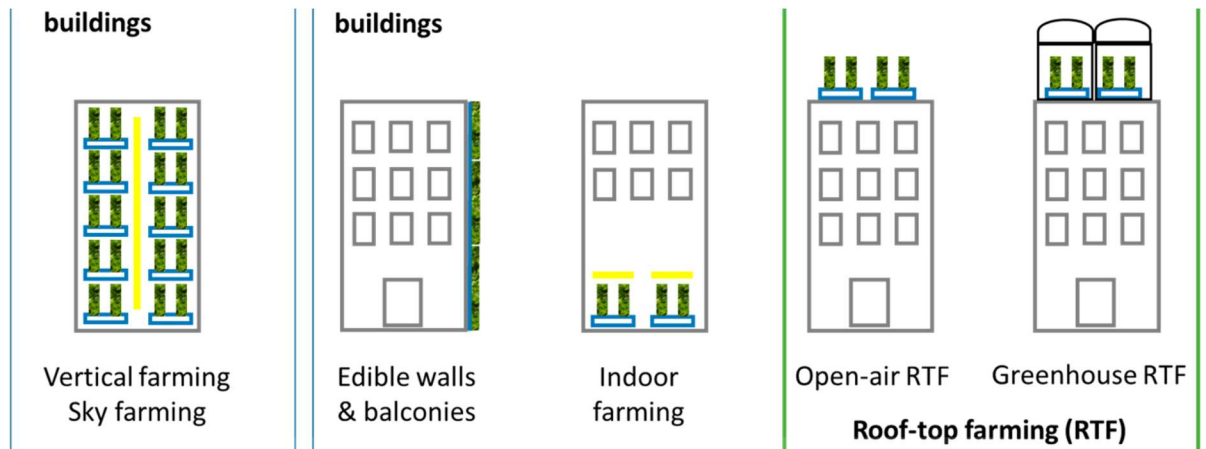 buildings
buildings
Vertical farming
Sky farming
Edible walls
& balconies
Indoor
farming
Open-air RTF
Greenhouse RTF
Roof-top farming (RTF)